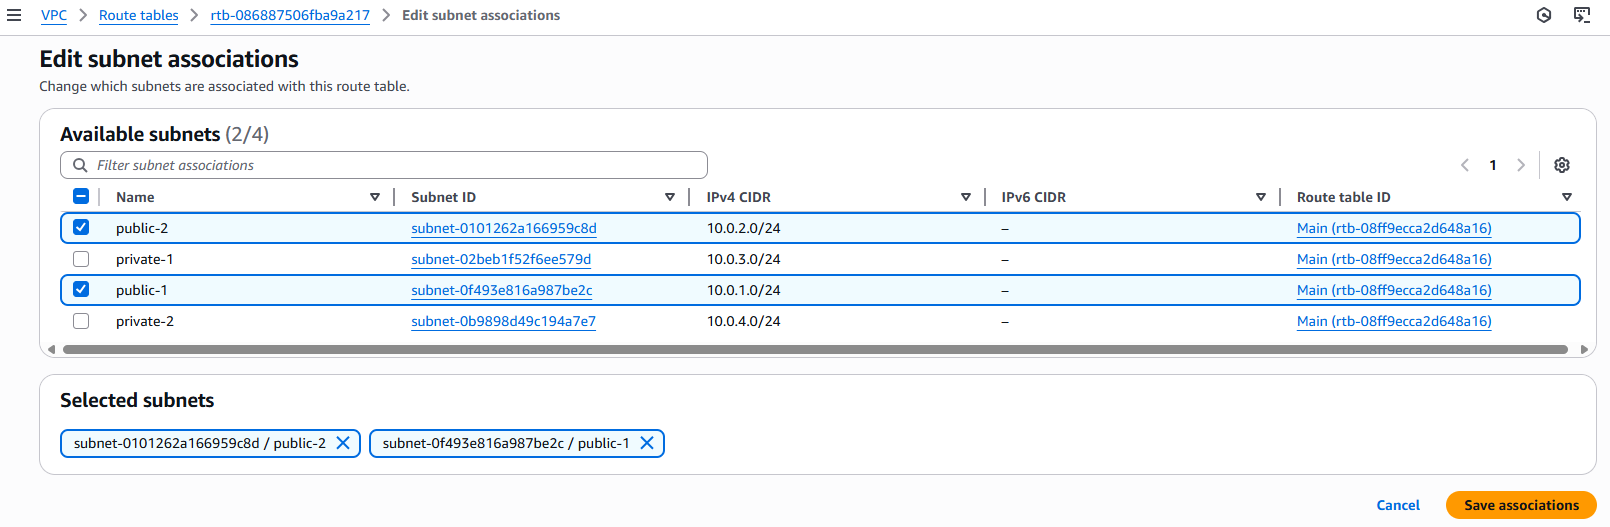 VPC > Route tables > rtb-086887506fba9a217 > Edit subnet associations
Edit subnet associations
Change which subnets are associated with this route table.
Available subnets (2/4)
Filter subnet associations
1
Name Subnet ID IPv4 CIDR IPv6 CIDR Route table ID
public-2 subnet-0101262a166959c8d 10.0.2.0/24 – Main (rtb-08ff9ecca2d648a16)
private-1 subnet-02beb1f52f6ee579d 10.0.3.0/24 – Main (rtb-08ff9ecca2d648a16)
public-1 subnet-0f493e816a987be2c 10.0.1.0/24 – Main (rtb-08ff9ecca2d648a16)
private-2 subnet-0b9898d49c194a7e7 10.0.4.0/24 – Main (rtb-08ff9ecca2d648a16)
Selected subnets
subnet-0101262a166959c8d / public-2 subnet-0f493e816a987be2c / public-1
Cancel Save associations